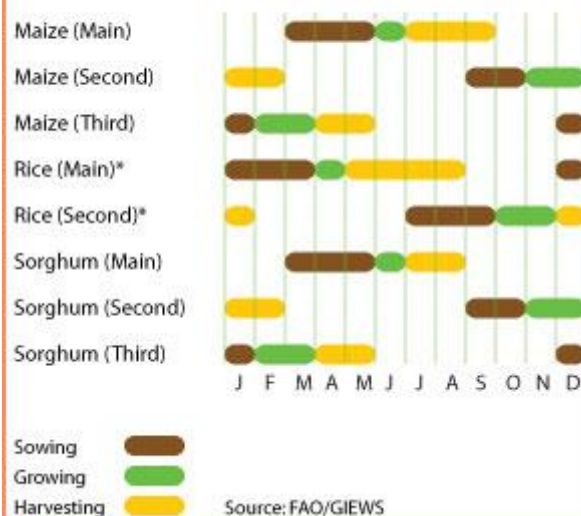 Maize (Main)
Maize (Second)
Maize (Third)
Rice (Main)*
Rice (Second)*
Sorghum (Main)
Sorghum (Second)
Sorghum (Third)
J F M A M J J A S O N D
Sowing
Growing
Harvesting
Source: FAO/GIEWS